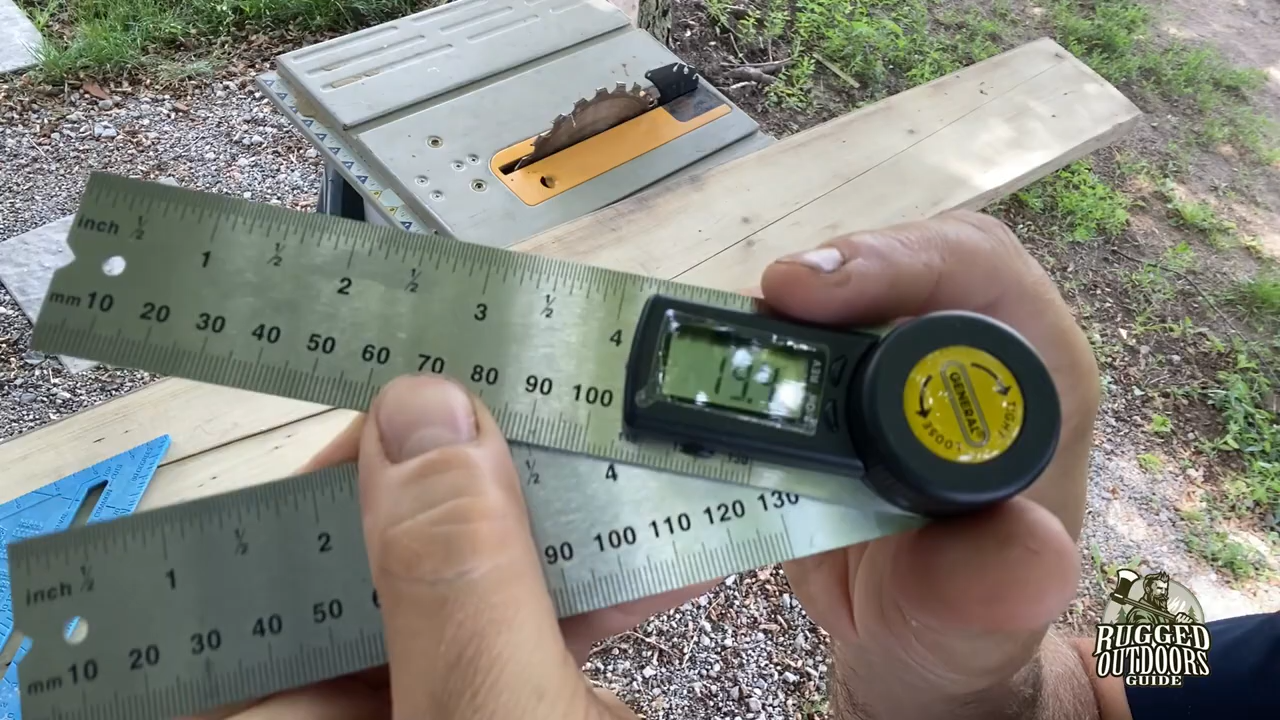 inch ½ 1 ½ 2 ½ 3 ½ 4
mm 10 20 30 40 50 60 70 80 90 100
GENERAL
TIGHT
LOOSE
½ 4
inch ½ 1 ½ 2
90 100 110 120 130
mm 10 20 30 40 50
RUGGED
OUTDOORS
GUIDE